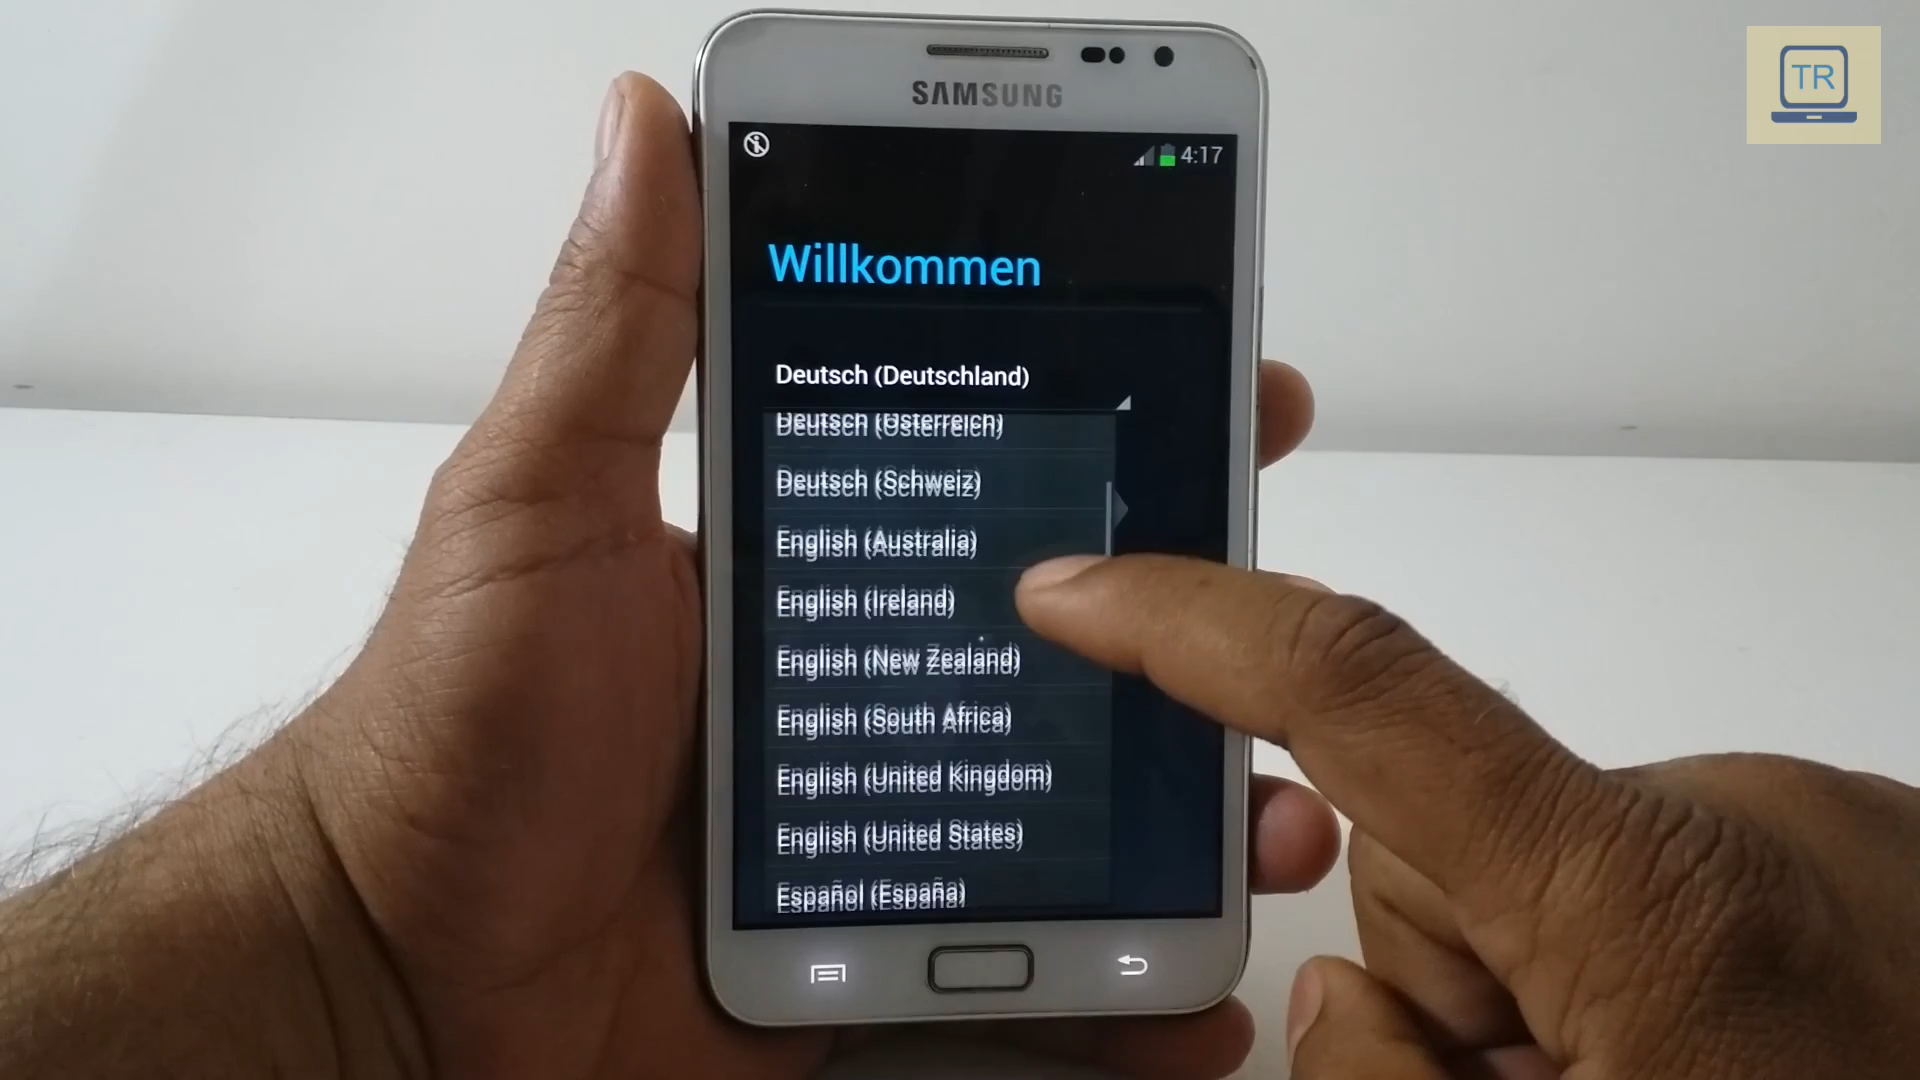 TR
SAMSUNG
4:17
Willkommen
Deutsch (Deutschland)
Deutsch (Österreich)
Deutsch (Schweiz)
English (Australia)
English (Ireland)
English (New Zealand)
English (South Africa)
English (United Kingdom)
English (United States)
Español (España)